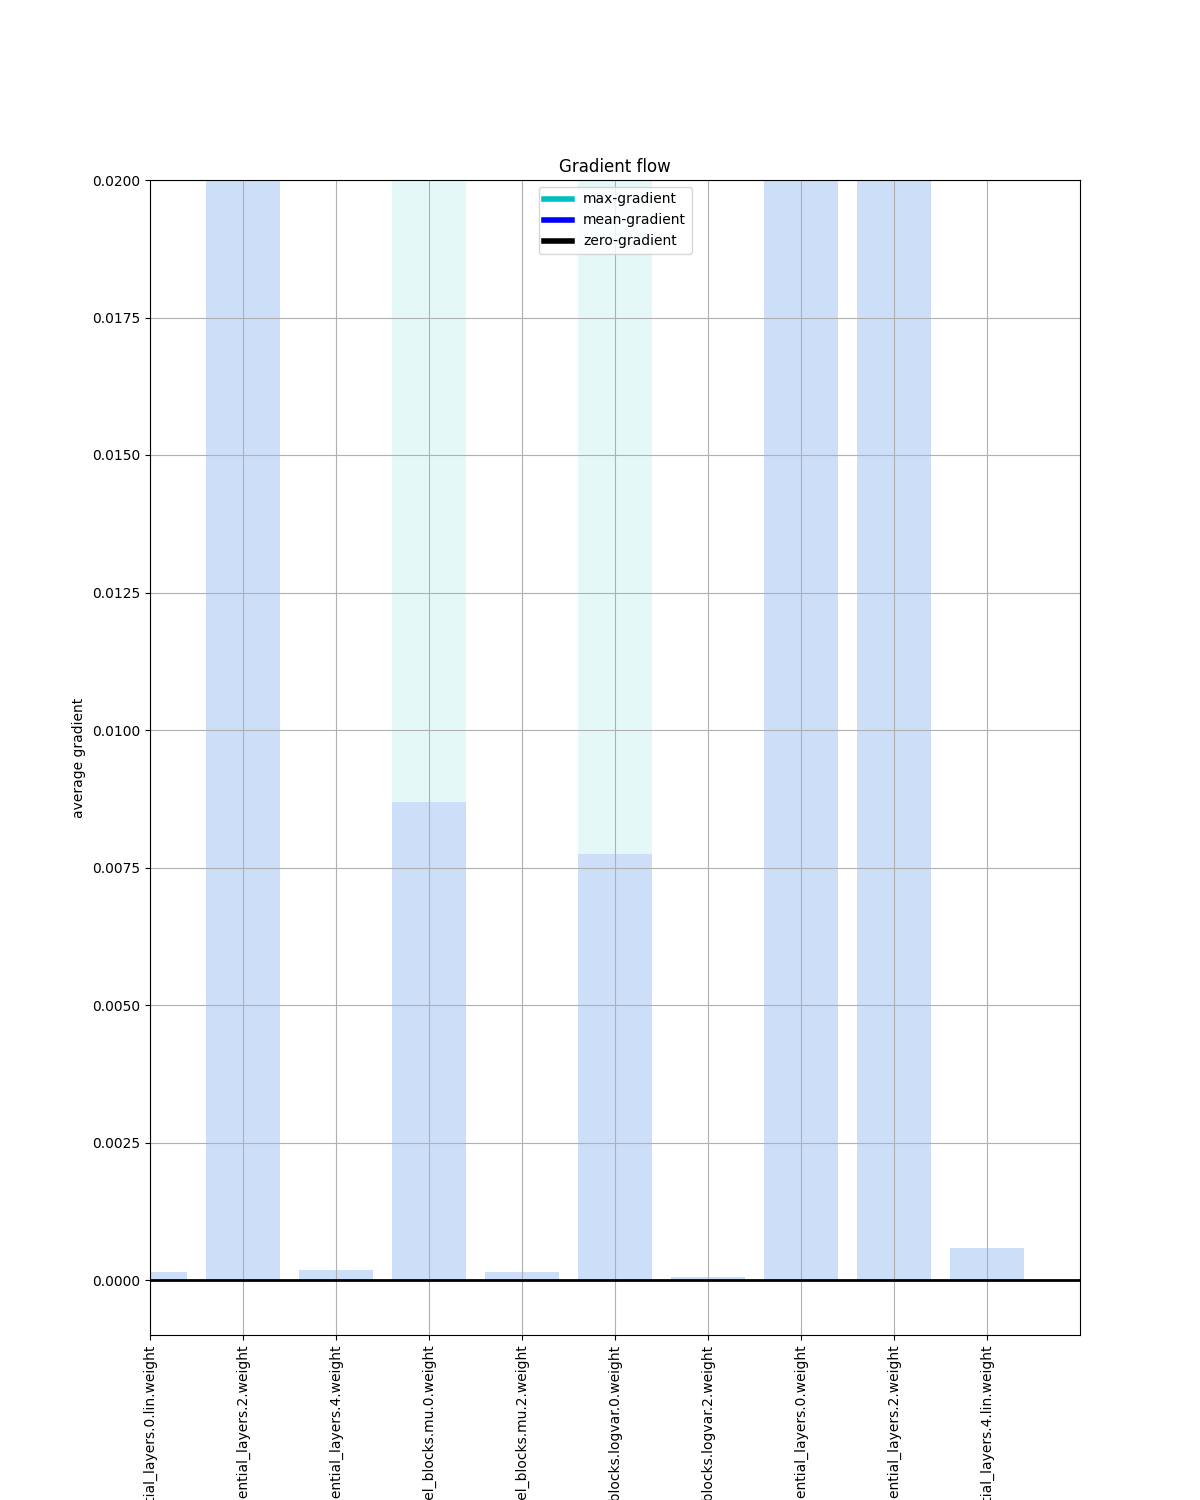 Gradient flow
max-gradient
mean-gradient
zero-gradient
0.0200
0.0175
0.0150
0.0125
0.0100
0.0075
0.0050
0.0025
0.0000
average gradient
tial_layers.0.lin.weight
ential_layers.2.weight
ential_layers.4.weight
el_blocks.mu.0.weight
el_blocks.mu.2.weight
blocks.logvar.0.weight
blocks.logvar.2.weight
ential_layers.0.weight
ential_layers.2.weight
tial_layers.4.lin.weight